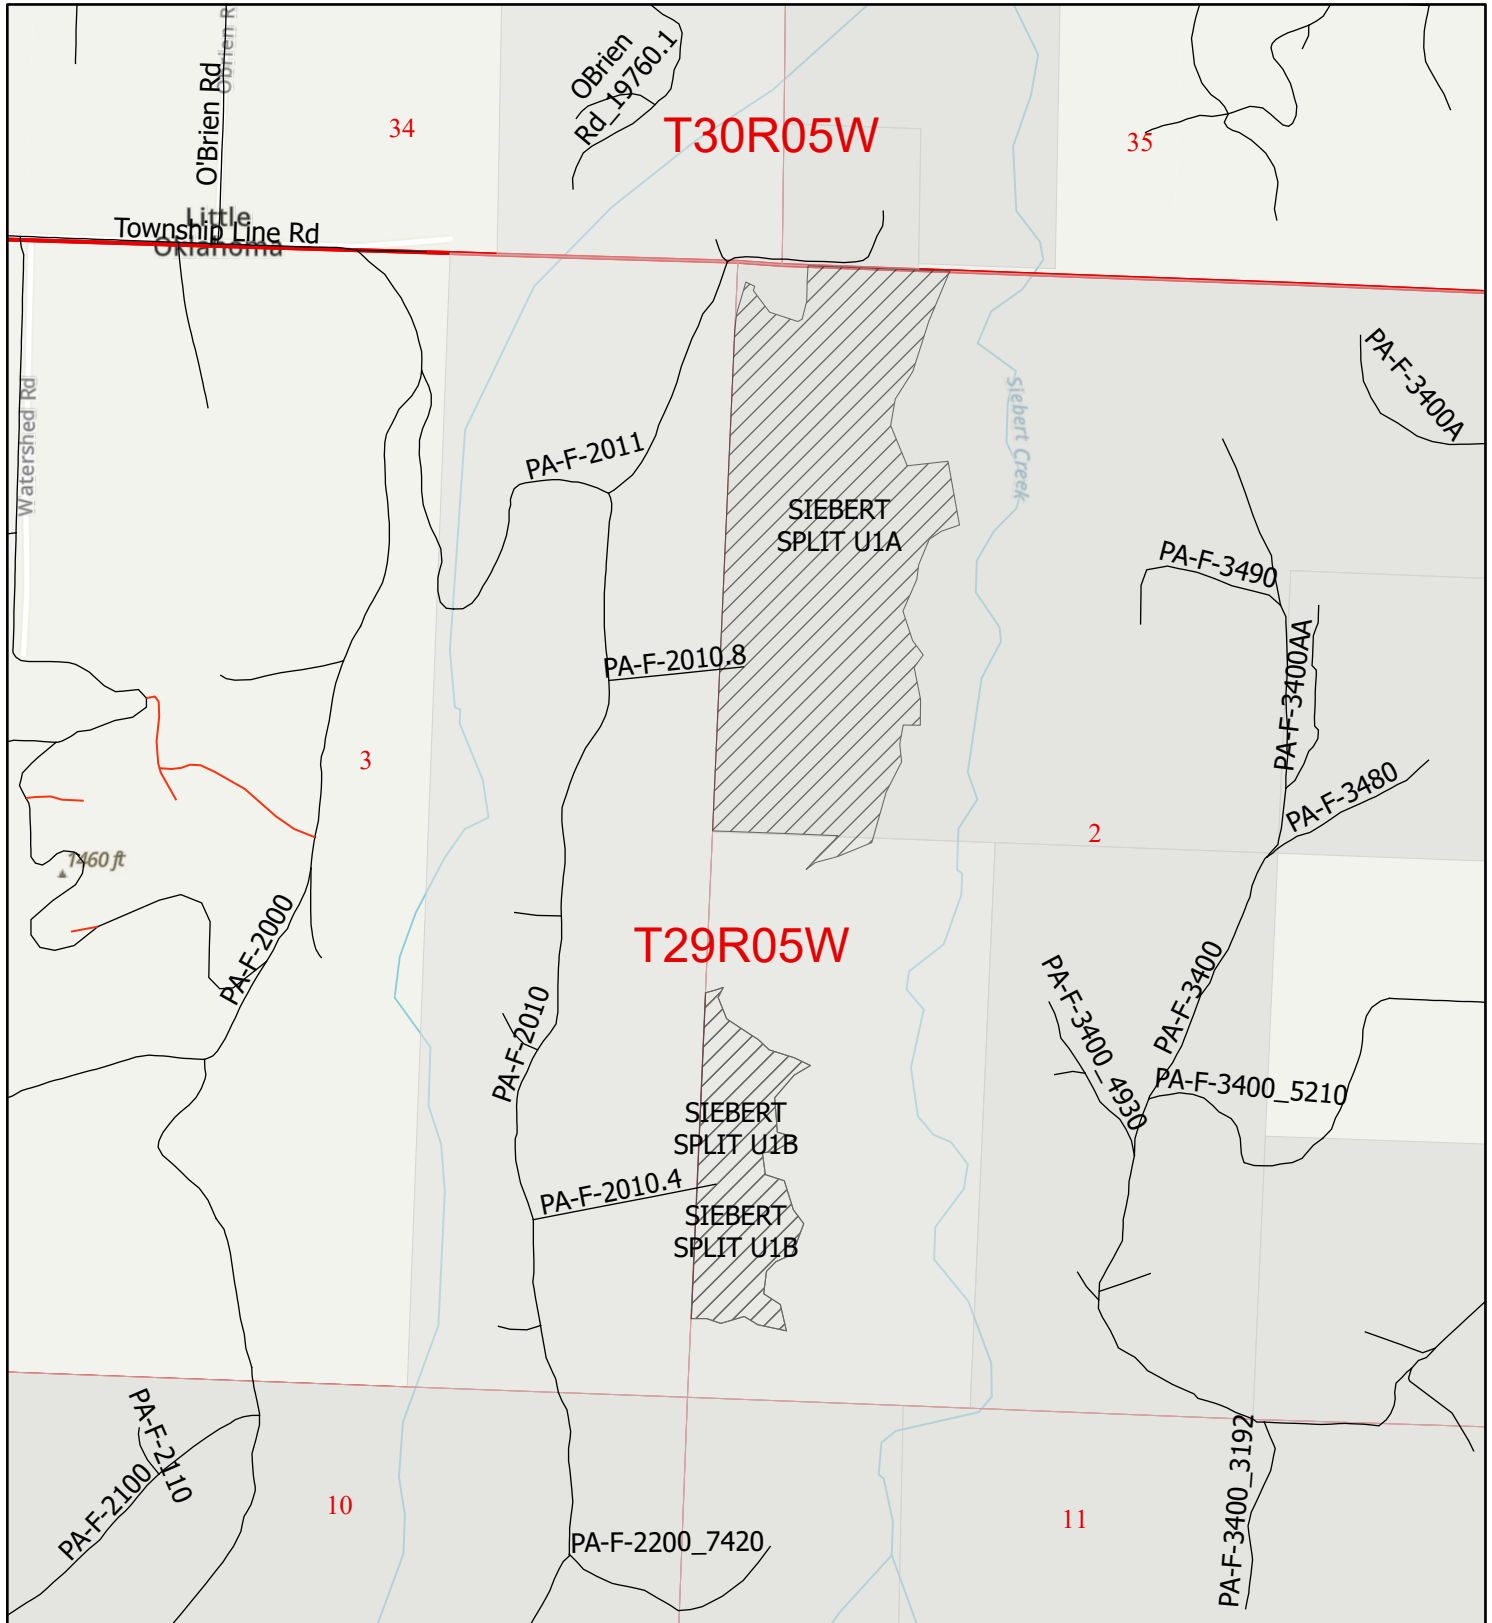 Obrien R
O'Brien Rd
OBrien
Rd_19760.1
34
T30R05W
35
Little
Oklahoma
Township Line Rd
Watershed Rd
Siebert Creek
PA-F-3400A
PA-F-2011
SIEBERT
SPLIT U1A
PA-F-3490
PA-F-3400AA
PA-F-2010.8
3
PA-F-3480
2
1460 ft
PA-F-2000
T29R05W
PA-F-3400
PA-F-2010
PA-F-3400_4930
PA-F-3400_5210
SIEBERT
SPLIT U1B
PA-F-2010.4
SIEBERT
SPLIT U1B
PA-F-2110
PA-F-2100
10
11
PA-F-3400_3192
PA-F-2200_7420